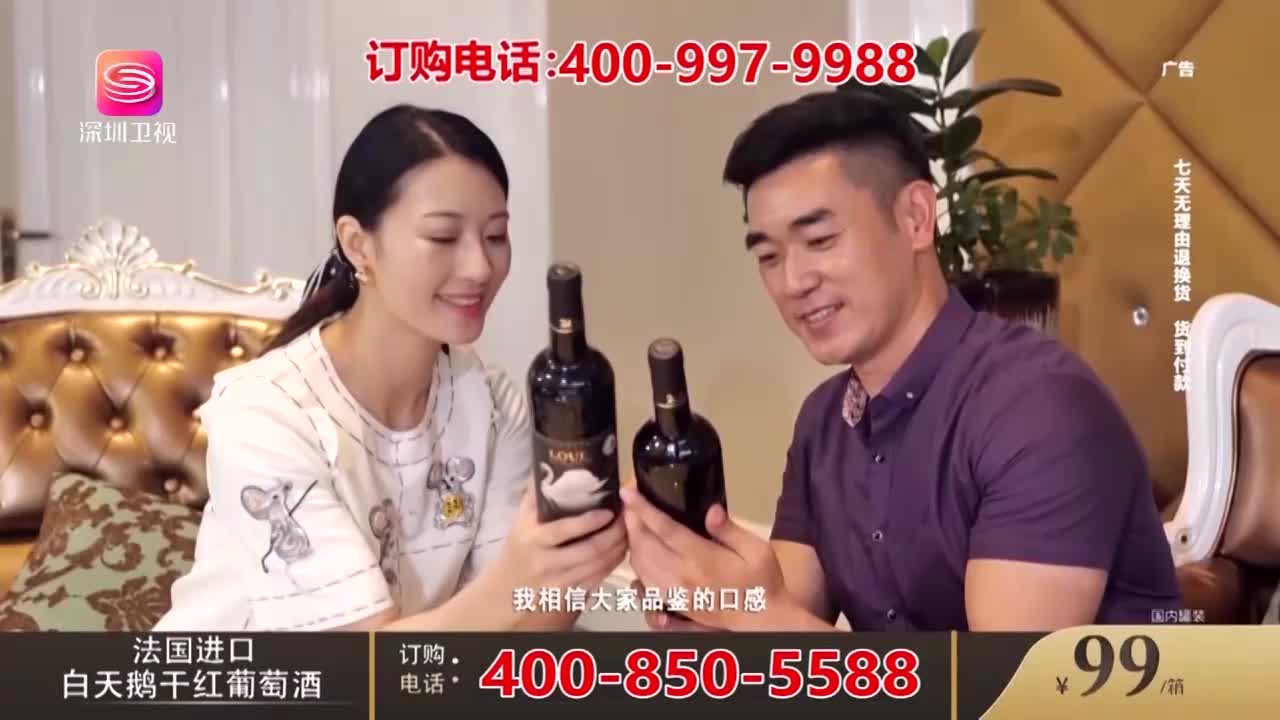 订购电话:400-997-9988
深圳卫视
广告
七天无理由退换货 货到付款
LOUE
我相信大家品鉴的口感
国内罐装
法国进口
白天鹅干红葡萄酒
订购
电话:
400-850-5588
¥99/箱